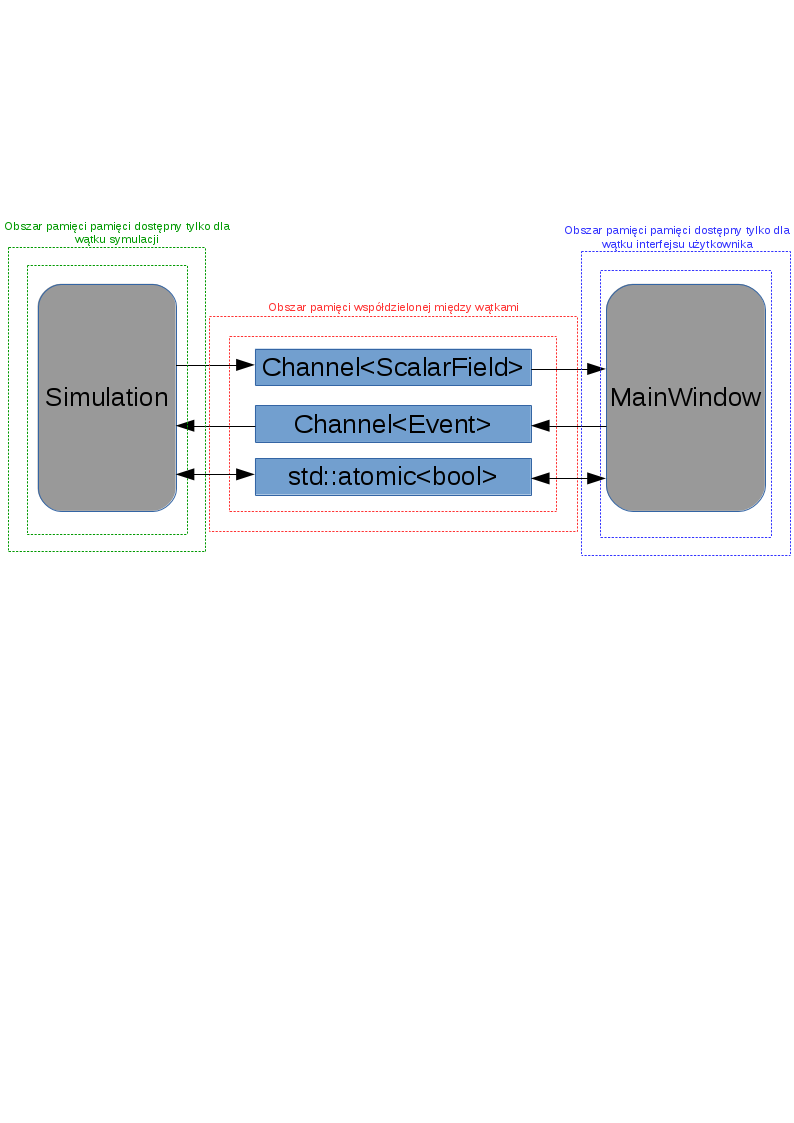 Obszar pamięci pamięci dostępny tylko dla
wątku symulacji
Obszar pamięci pamięci dostępny tylko dla
wątku interfejsu użytkownika
Obszar pamięci współdzielonej między wątkami
Simulation
Channel<ScalarField>
Channel<Event>
std::atomic<bool>
MainWindow